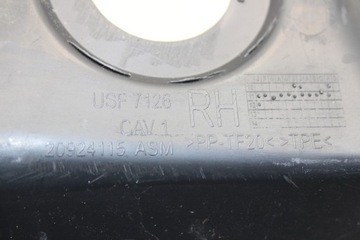 USF 7126
RH
CAV 1
20924115 ASM >PP-TF20< >TPE<